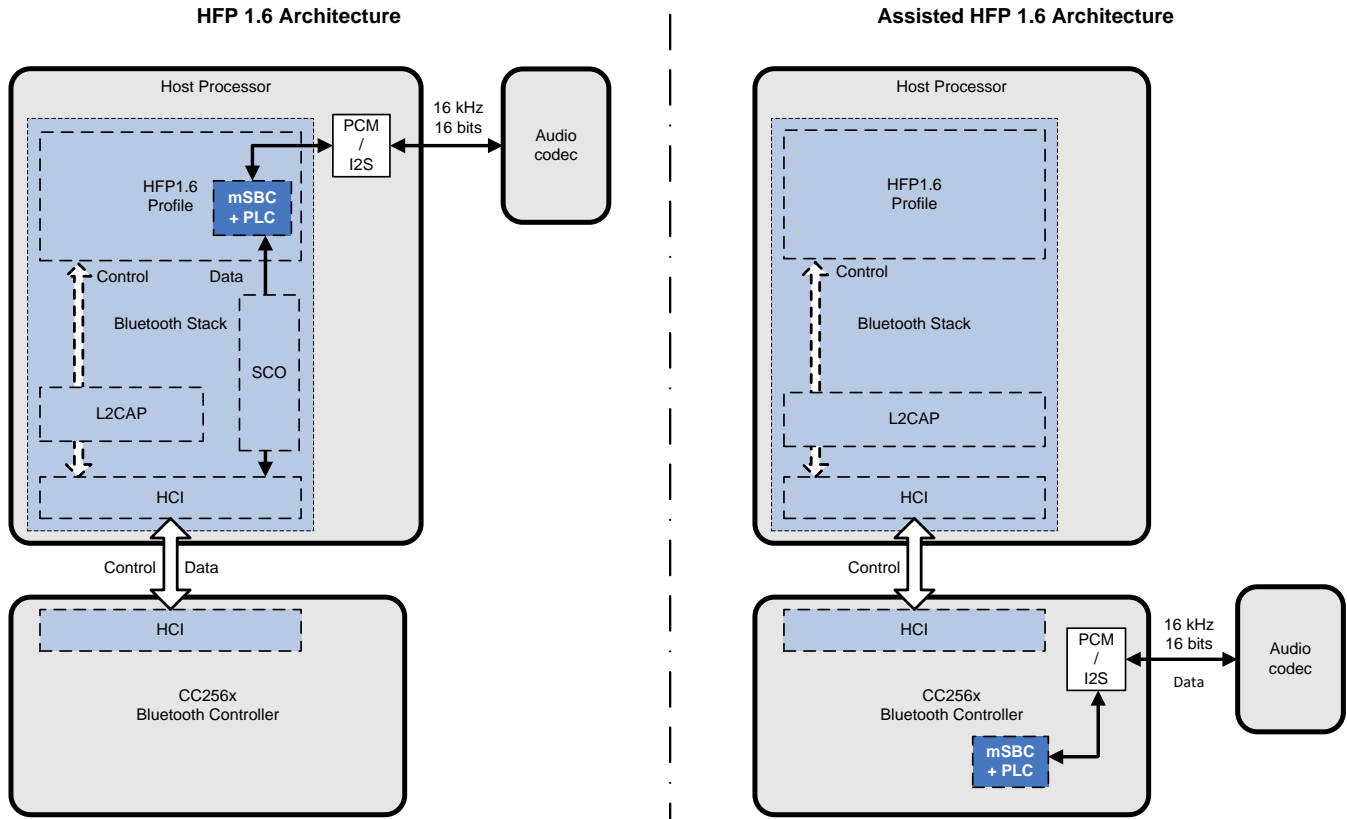 HFP 1.6 Architecture
Host Processor
PCM
/
I2S
16 kHz
16 bits
Audio
codec
HFP1.6
Profile
mSBC
+ PLC
Control
Data
Bluetooth Stack
SCO
L2CAP
HCI
Control
Data
HCI
CC256x
Bluetooth Controller
Assisted HFP 1.6 Architecture
Host Processor
HFP1.6
Profile
Control
Bluetooth Stack
L2CAP
HCI
Control
HCI
PCM
/
I2S
16 kHz
16 bits
Data
Audio
codec
CC256x
Bluetooth Controller
mSBC
+ PLC